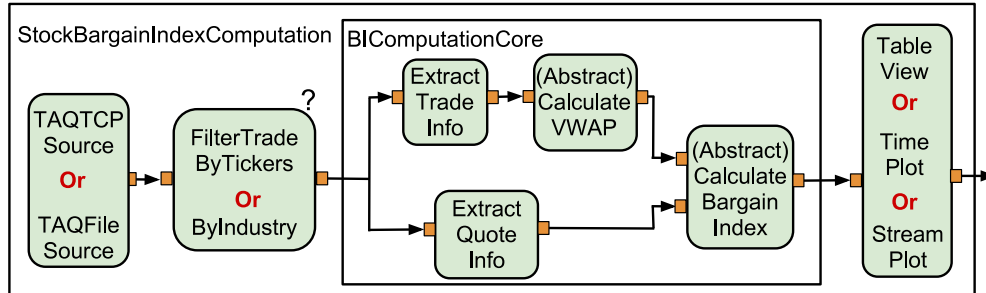 StockBargainIndexComputation
TAQTCP
Source
Or
TAQFile
Source
?
FilterTrade
ByTickers
Or
ByIndustry
BIComputationCore
Extract
Trade
Info
(Abstract)
Calculate
VWAP
Extract
Quote
Info
(Abstract)
Calculate
Bargain
Index
Table
View
Or
Time
Plot
Or
Stream
Plot